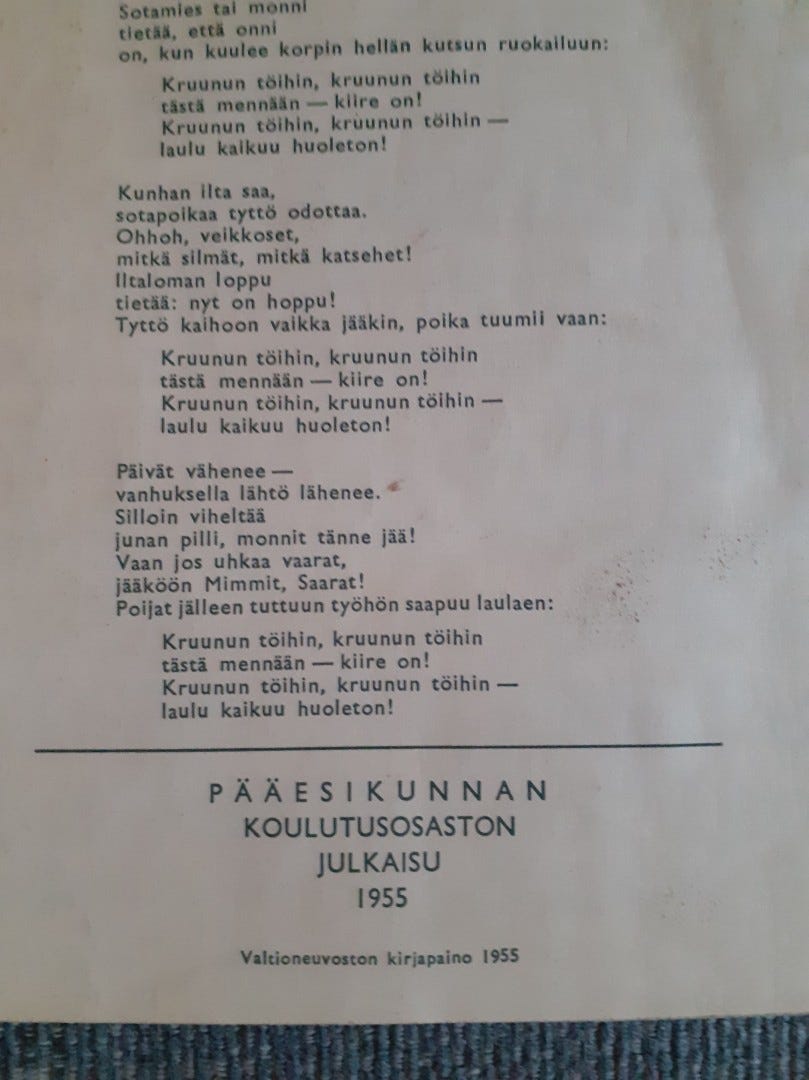 Sotamies tai monni
tietää, että onni
on, kun kuulee korpin hellän kutsun ruokailuun:
Kruunun töihin, kruunun töihin
tästä mennään — kiire on!
Kruunun töihin, kruunun töihin —
laulu kaikuu huoleton!
Kunhan ilta saa,
sotapoikaa tyttö odottaa.
Ohhoh, veikkoset,
mitkä silmät, mitkä katsehet!
Iltaloman loppu
tietää: nyt on hoppu!
Tyttö kaihoon vaikka jääkin, poika tuumii vaan:
Kruunun töihin, kruunun töihin
tästä mennään — kiire on!
Kruunun töihin, kruunun töihin —
laulu kaikuu huoleton!
Päivät vähenee —
vanhuksella lähtö lähenee.
Silloin viheltää
junan pilli, monnit tänne jää!
Vaan jos uhkaa vaarat,
jääköön Mimmit, Saarat!
Poijat jälleen tuttuun työhön saapuu laulaen:
Kruunun töihin, kruunun töihin
tästä mennään — kiire on!
Kruunun töihin, kruunun töihin —
laulu kaikuu huoleton!
PÄÄESIKUNNAN
KOULUTUSOSASTON
JULKAISU
1955
Valtioneuvoston kirjapaino 1955